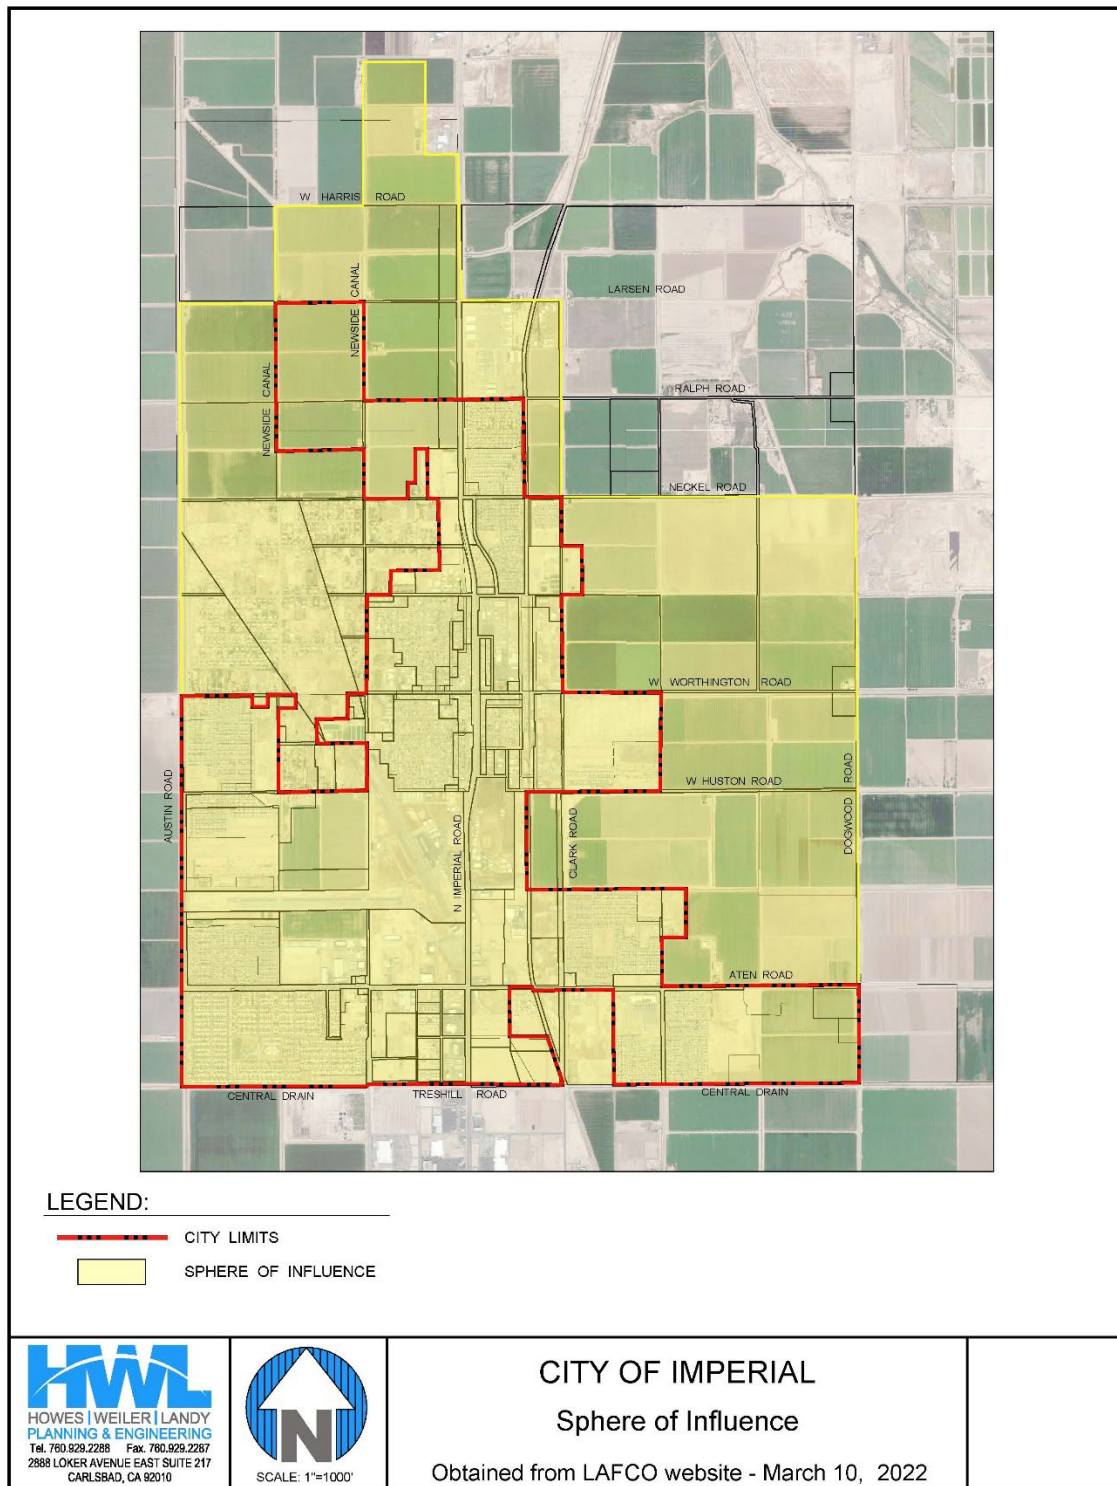 W HARRIS ROAD
NEWSIDE CANAL
LARSEN ROAD
NEWSIDE CANAL
RALPH ROAD
NECKEL ROAD
W WORTHINGTON ROAD
W HUSTON ROAD
AUSTIN ROAD
N IMPERIAL ROAD
CLARK ROAD
DOGWOOD ROAD
ATEN ROAD
CENTRAL DRAIN
TRESHILL ROAD
CENTRAL DRAIN
LEGEND:
CITY LIMITS
SPHERE OF INFLUENCE
HWL
HOWES | WEILER | LANDY
PLANNING & ENGINEERING
Tel. 760.929.2288 Fax. 760.929.2287
2888 LOKER AVENUE EAST SUITE 217
CARLSBAD, CA 92010
N
SCALE: 1"=1000'
CITY OF IMPERIAL
Sphere of Influence
Obtained from LAFCO website - March 10, 2022